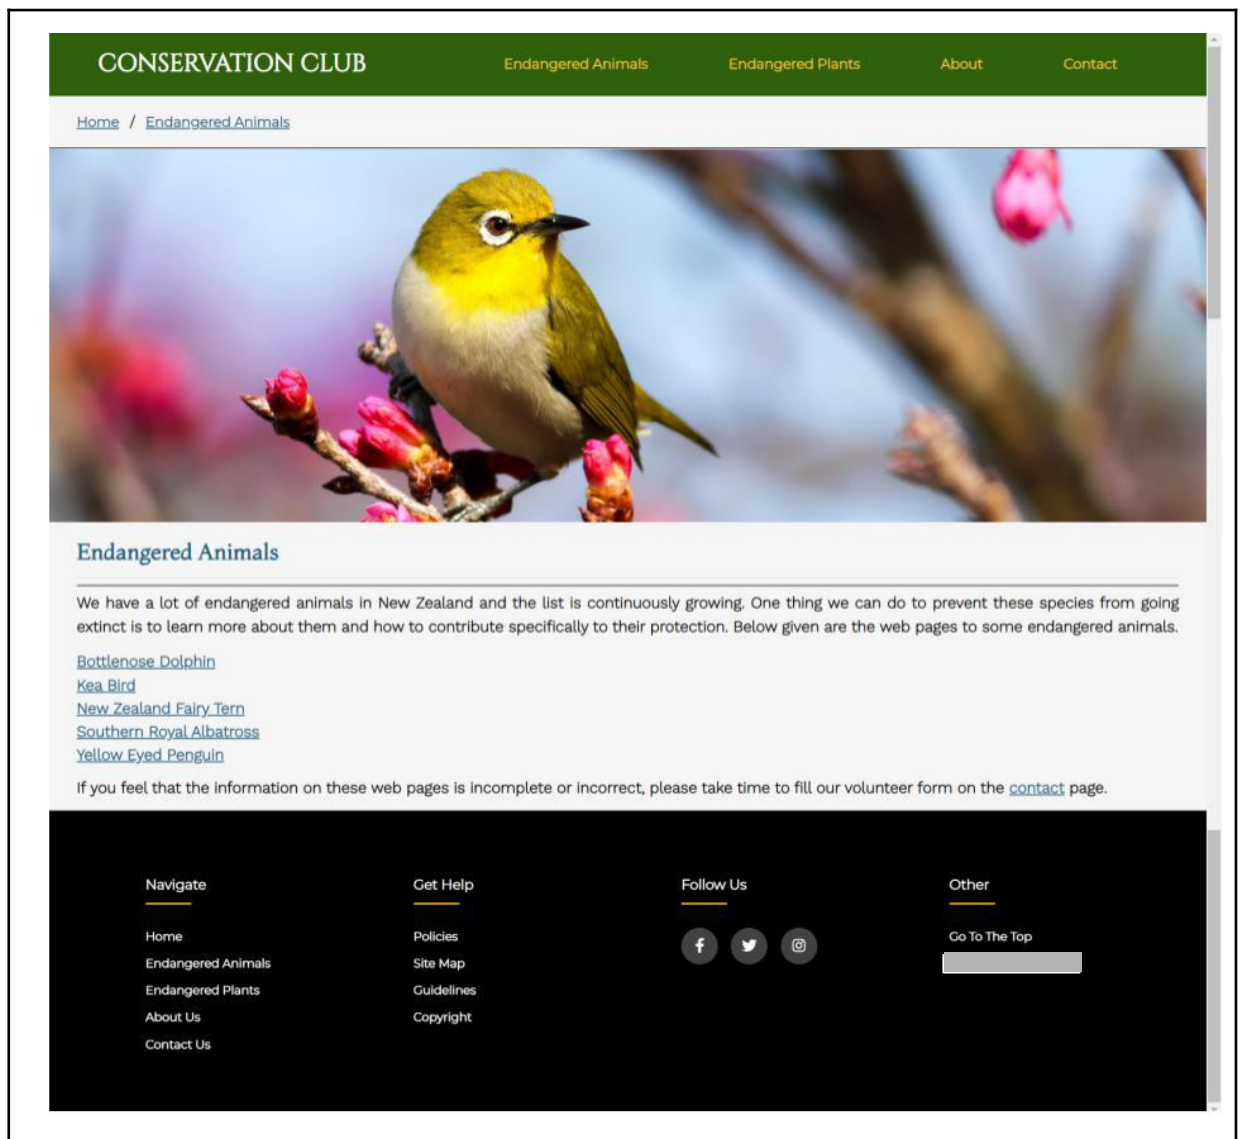 CONSERVATION CLUB
Endangered Animals
Endangered Plants
About
Contact
Home / Endangered Animals
Endangered Animals
We have a lot of endangered animals in New Zealand and the list is continuously growing. One thing we can do to prevent these species from going
extinct is to learn more about them and how to contribute specifically to their protection. Below given are the web pages to some endangered animals.
Bottlenose Dolphin
Kea Bird
New Zealand Fairy Tern
Southern Royal Albatross
Yellow Eyed Penguin
If you feel that the information on these web pages is incomplete or incorrect, please take time to fill our volunteer form on the contact page.
Navigate
Home
Endangered Animals
Endangered Plants
About Us
Contact Us
Get Help
Policies
Site Map
Guidelines
Copyright
Follow Us
Other
Go To The Top